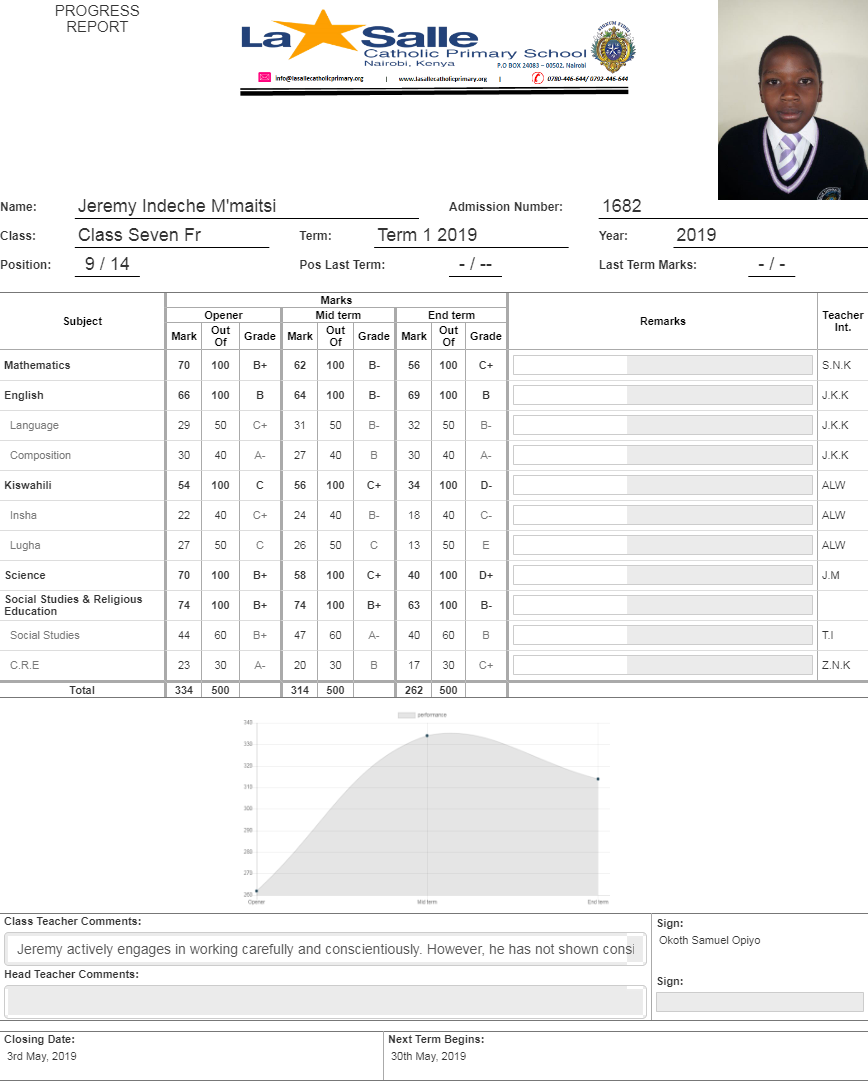 PROGRESS
REPORT
La Salle
Catholic Primary School
Nairobi, Kenya
P.O BOX 24083 – 00502, Nairobi
info@lasallecatholicprimary.org | www.lasallecatholicprimary.org | 0780-446-644/ 0792-446-644
Name: Jeremy Indeche M'maitsi Admission Number: 1682
Class: Class Seven Fr Term: Term 1 2019 Year: 2019
Position: 9 / 14 Pos Last Term: - / -- Last Term Marks: - / -
Subject Marks Remarks Teacher Int.
Opener Mid term End term
Mark Out Of Grade Mark Out Of Grade Mark Out Of Grade
Mathematics 70 100 B+ 62 100 B- 56 100 C+ S.N.K
English 66 100 B 64 100 B- 69 100 B J.K.K
Language 29 50 C+ 31 50 B- 32 50 B- J.K.K
Composition 30 40 A- 27 40 B 30 40 A- J.K.K
Kiswahili 54 100 C 56 100 C+ 34 100 D- ALW
Insha 22 40 C+ 24 40 B- 18 40 C- ALW
Lugha 27 50 C 26 50 C 13 50 E ALW
Science 70 100 B+ 58 100 C+ 40 100 D+ J.M
Social Studies & Religious
Education 74 100 B+ 74 100 B+ 63 100 B-
Social Studies 44 60 B+ 47 60 A- 40 60 B T.I
C.R.E 23 30 A- 20 30 B 17 30 C+ Z.N.K
Total 334 500 314 500 262 500
performance
340
330
320
310
300
290
280
270
260
Opener Mid term End term
Class Teacher Comments:
Jeremy actively engages in working carefully and conscientiously. However, he has not shown consi
Sign:
Okoth Samuel Opiyo
Head Teacher Comments:
Sign:
Closing Date: Next Term Begins:
3rd May, 2019 30th May, 2019